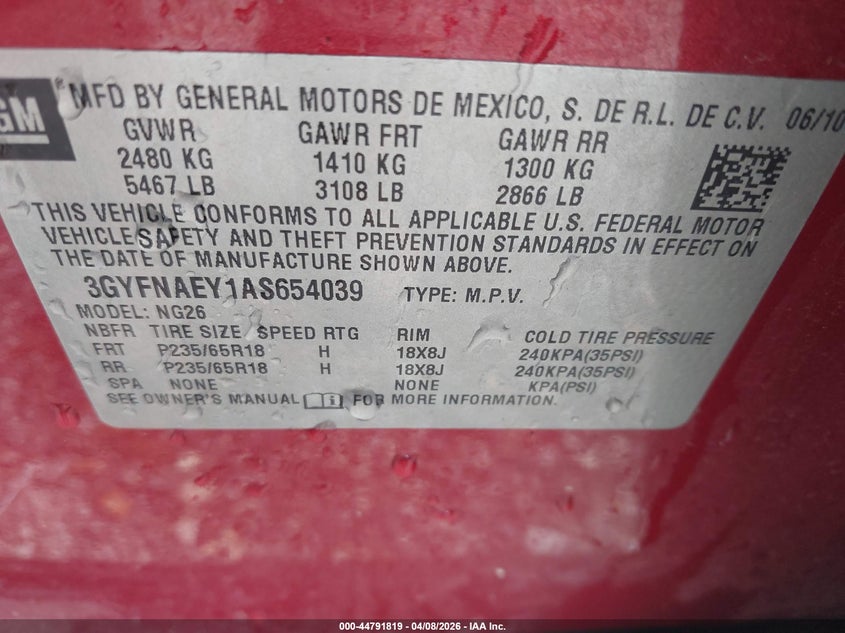 GM
MFD BY GENERAL MOTORS DE MEXICO, S. DE R.L. DE C.V. 06/10
GVWR GAWR FRT GAWR RR
2480 KG 1410 KG 1300 KG
5467 LB 3108 LB 2866 LB
THIS VEHICLE CONFORMS TO ALL APPLICABLE U.S. FEDERAL MOTOR
VEHICLE SAFETY AND THEFT PREVENTION STANDARDS IN EFFECT ON
THE DATE OF MANUFACTURE SHOWN ABOVE.
3GYFNAEY1AS654039 TYPE: M.P.V.
MODEL: NG26
NBFR TIRE SIZE SPEED RTG RIM COLD TIRE PRESSURE
FRT P235/65R18 H 18X8J 240KPA(35PSI)
RR P235/65R18 H 18X8J 240KPA(35PSI)
SPA NONE NONE KPA(PSI)
SEE OWNER'S MANUAL FOR MORE INFORMATION.
000-44791819 - 04/08/2026 - IAA Inc.